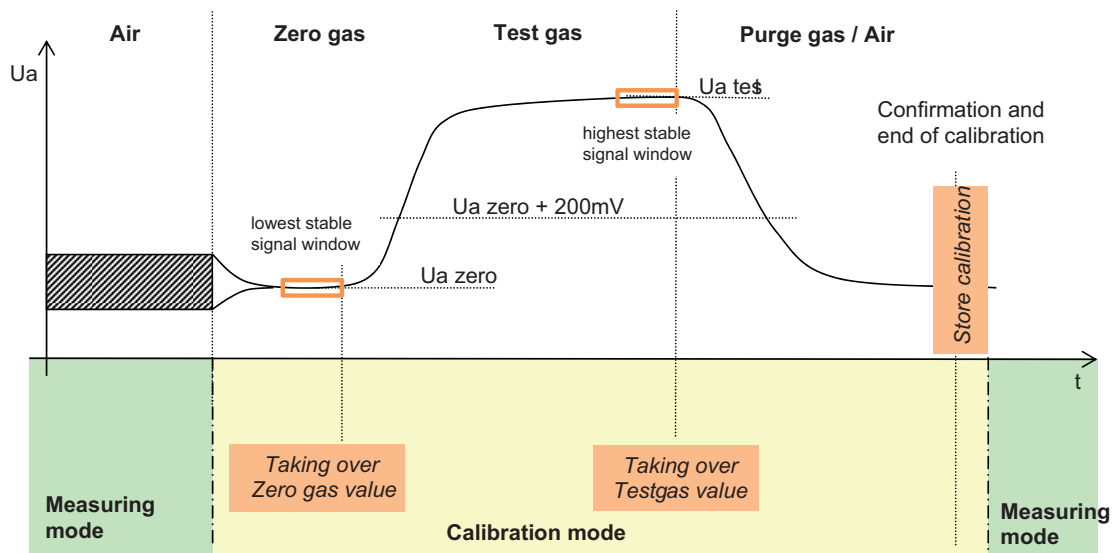 Air
Zero gas
Test gas
Purge gas / Air
Ua
Ua test
Confirmation and
end of calibration
highest stable
signal window
Ua zero + 200mV
lowest stable
signal window
Ua zero
Store calibration
t
Taking over
Zero gas value
Taking over
Testgas value
Measuring
mode
Calibration mode
Measuring
mode